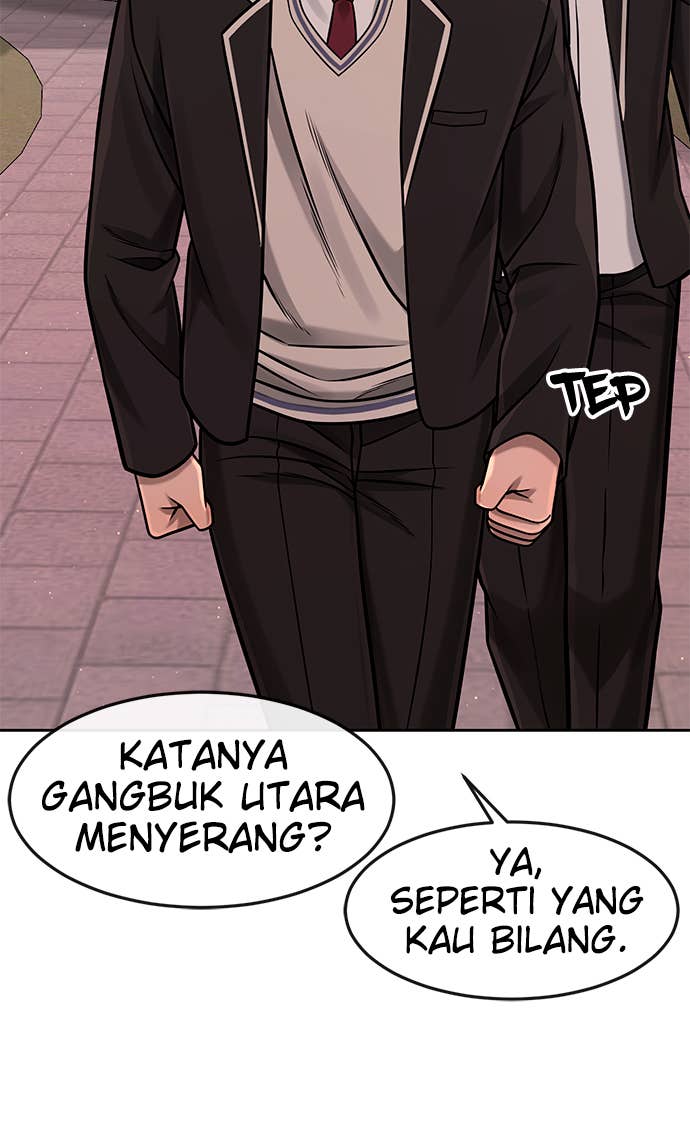 TEP
KATANYA
GANGBUK UTARA
MENYERANG?
YA,
SEPERTI YANG
KAU BILANG.